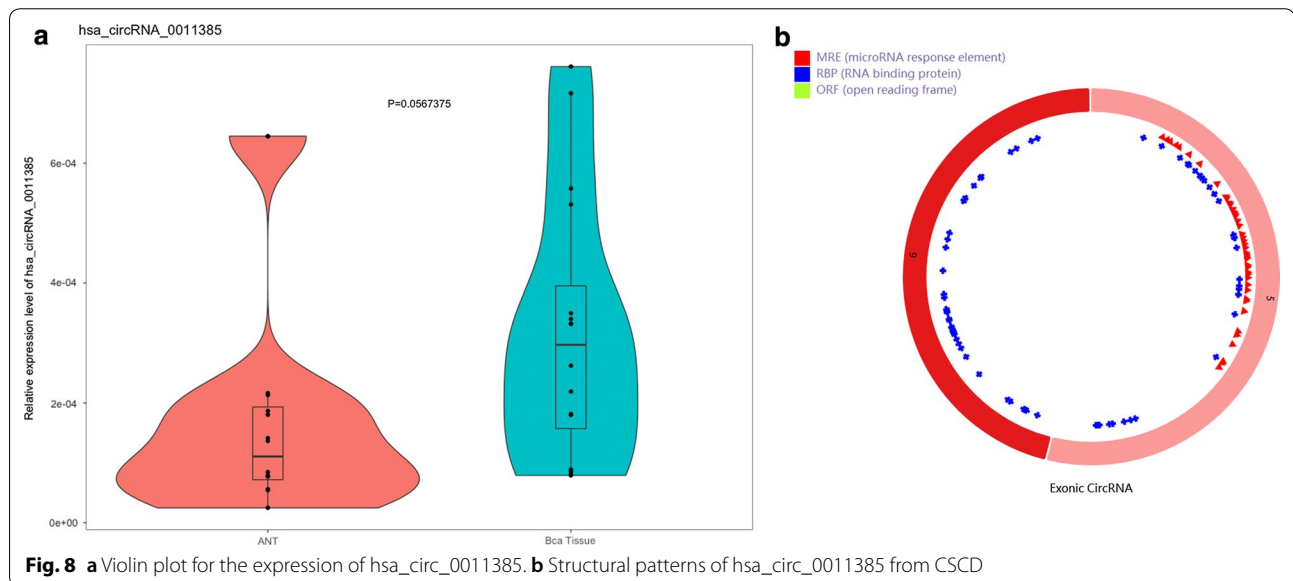 a
hsa_circRNA_0011385
Relative expression level of hsa_circRNA_0011385
6e-04
4e-04
2e-04
0e+00
P=0.0567375
ANT
Bca Tissue
b
MRE (microRNA response element)
RBP (RNA binding protein)
ORF (open reading frame)
9
5
Exonic CircRNA
Fig. 8 a Violin plot for the expression of hsa_circ_0011385. b Structural patterns of hsa_circ_0011385 from CSCD